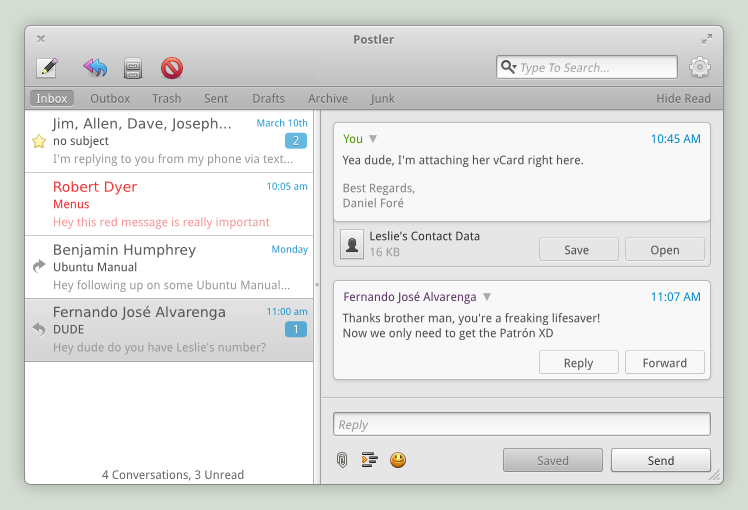 Postler
Type To Search...
Inbox Outbox Trash Sent Drafts Archive Junk Hide Read
Jim, Allen, Dave, Joseph... March 10th
no subject 2
I'm replying to you from my phone via text...
Robert Dyer 10:05 am
Menus
Hey this red message is really important
Benjamin Humphrey Monday
Ubuntu Manual
Hey following up on some Ubuntu Manual...
Fernando José Alvarenga 11:00 am
DUDE 1
Hey dude do you have Leslie's number?
4 Conversations, 3 Unread
You 10:45 AM
Yea dude, I'm attaching her vCard right here.
Best Regards,
Daniel Foré
Leslie's Contact Data
16 KB
Save Open
Fernando José Alvarenga 11:07 AM
Thanks brother man, you're a freaking lifesaver!
Now we only need to get the Patrón XD
Reply Forward
Reply
Saved Send